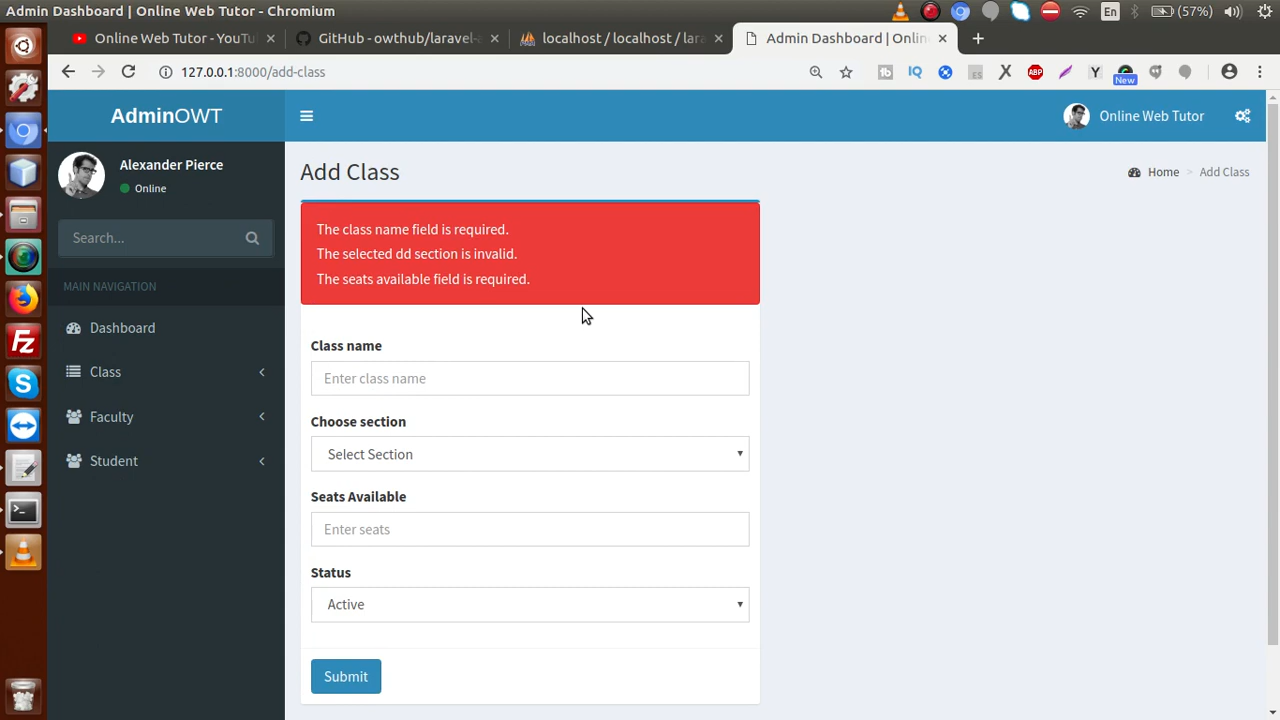 Admin Dashboard | Online Web Tutor - Chromium
En
(57%)
Online Web Tutor - YouTu
GitHub - owthub/laravel-a
localhost / localhost / lara
Admin Dashboard | Onlin
127.0.0.1:8000/add-class
IQ
ABP
Y
New
AdminOWT
Online Web Tutor
Alexander Pierce
Online
Search...
MAIN NAVIGATION
Dashboard
Class
Faculty
Student
Add Class
Home > Add Class
The class name field is required.
The selected dd section is invalid.
The seats available field is required.
Class name
Enter class name
Choose section
Select Section
Seats Available
Enter seats
Status
Active
Submit